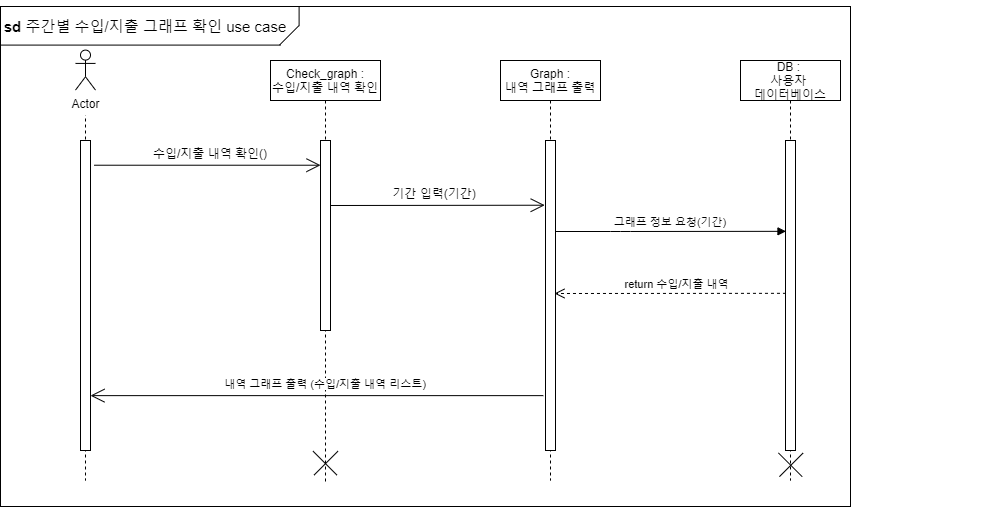 sd 주간별 수입/지출 그래프 확인 use case
Actor
Check_graph :
수입/지출 내역 확인
Graph :
내역 그래프 출력
DB :
사용자
데이터베이스
수입/지출 내역 확인()
기간 입력(기간)
그래프 정보 요청(기간)
return 수입/지출 내역
내역 그래프 출력 (수입/지출 내역 리스트)